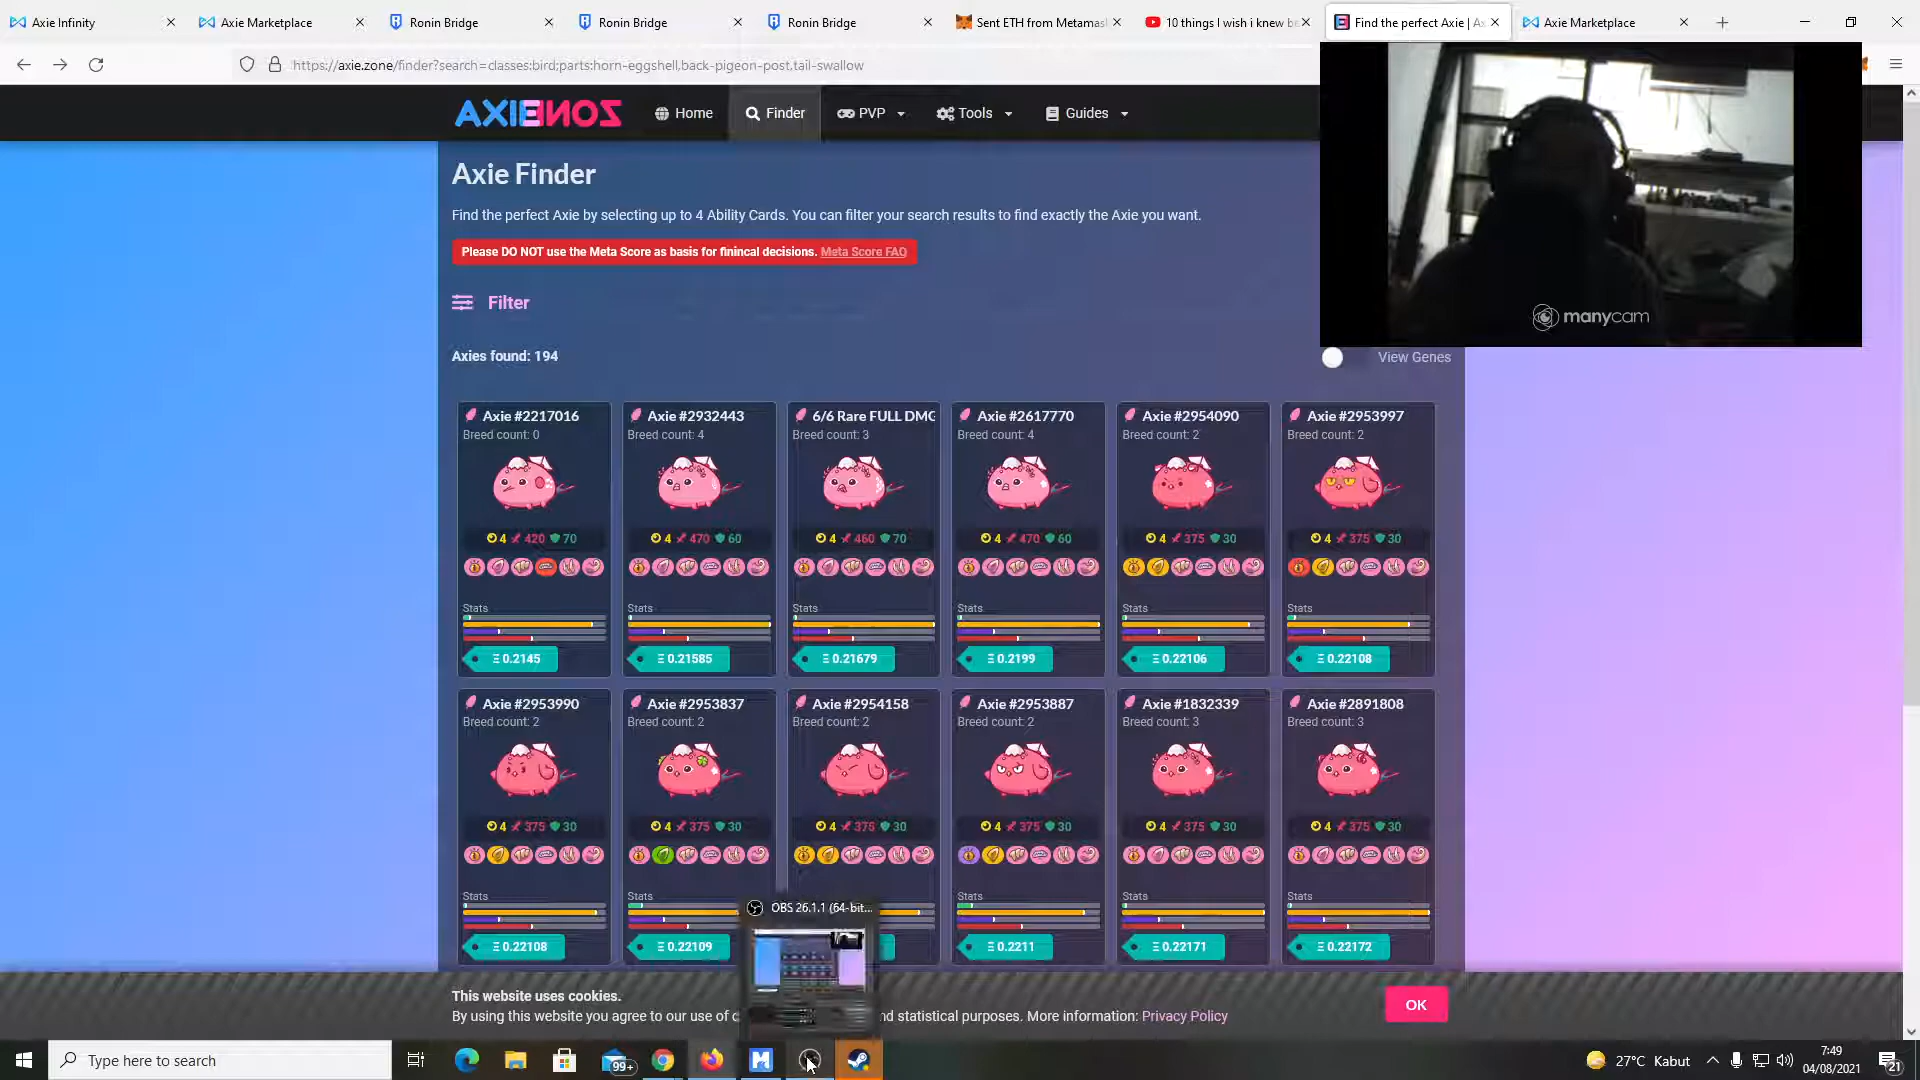 Axie Infinity
Axie Marketplace
Ronin Bridge
Ronin Bridge
Ronin Bridge
Sent ETH from Metamas
10 things I wish i knew be
Find the perfect Axie | Ax
Axie Marketplace
https://axie.zone/finder?search=classes:bird;parts:horn-eggshell,back-pigeon-post,tail-swallow
AXIE ZONE
Home
Finder
PVP
Tools
Guides
manycam
Axie Finder
Find the perfect Axie by selecting up to 4 Ability Cards. You can filter your search results to find exactly the Axie you want.
Please DO NOT use the Meta Score as basis for finincal decisions. Meta Score FAQ
Filter
Axies found: 194
View Genes
Axie #2217016
Breed count: 0
4 420 70
Stats
Ξ 0.2145
Axie #2932443
Breed count: 4
4 470 60
Stats
Ξ 0.21585
6/6 Rare FULL DMG
Breed count: 3
4 460 70
Stats
Ξ 0.21679
Axie #2617770
Breed count: 4
4 470 60
Stats
Ξ 0.2199
Axie #2954090
Breed count: 2
4 375 30
Stats
Ξ 0.22106
Axie #2953997
Breed count: 2
4 375 30
Stats
Ξ 0.22108
Axie #2953990
Breed count: 2
4 375 30
Stats
Ξ 0.22108
Axie #2953837
Breed count: 2
4 375 30
Stats
Ξ 0.22109
Axie #2954158
Breed count: 2
4 375 30
Axie #2953887
Breed count: 2
4 375 30
Stats
Ξ 0.2211
Axie #1832339
Breed count: 3
4 375 30
Stats
Ξ 0.22171
Axie #2891808
Breed count: 3
4 375 30
Stats
Ξ 0.22172
OBS 26.1.1 (64-bit...
This website uses cookies.
By using this website you agree to our use of c
nd statistical purposes. More information: Privacy Policy
OK
Type here to search
99+
27°C Kabut
7:49
04/08/2021
21